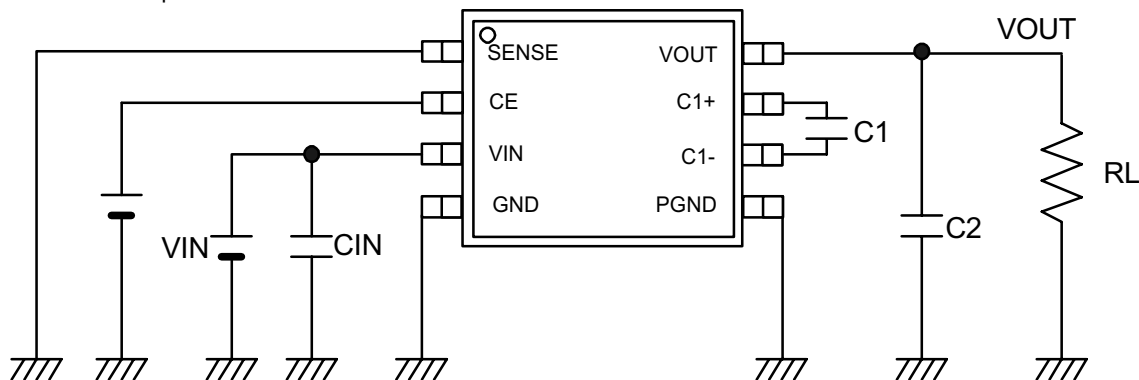 VOUT
SENSE
VOUT
CE
C1+
C1
VIN
C1-
GND
PGND
RL
VIN
CIN
C2